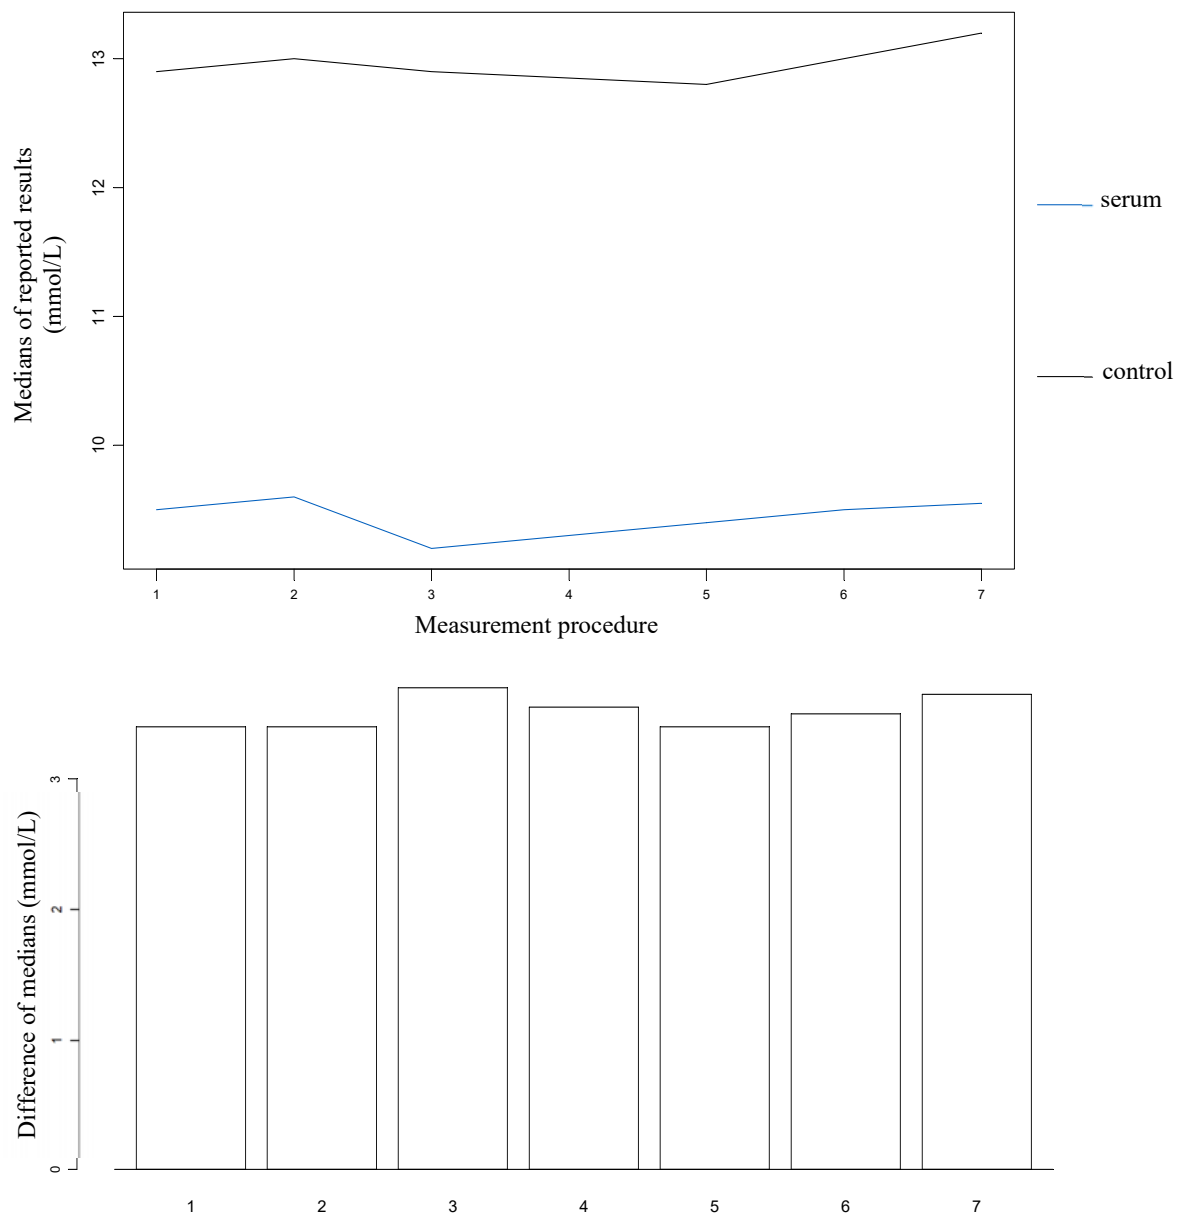 Medians of reported results
(mmol/L)
13
12
11
10
1 2 3 4 5 6 7
Measurement procedure
serum
control
Difference of medians (mmol/L)
3
2
1
0
1 2 3 4 5 6 7